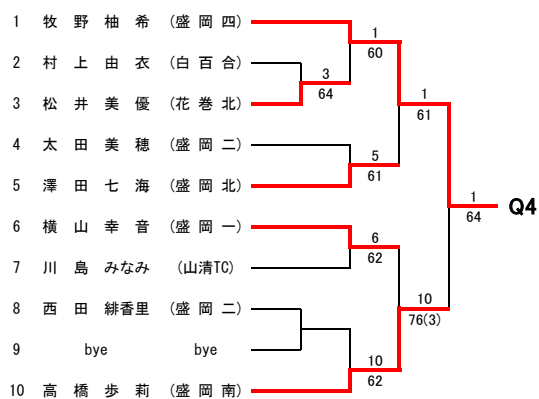 1 牧野柚希 (盛岡四)
1
60
2 村上由衣 (白百合)
3
64
1
61
3 松井美優 (花巻北)
4 太田美穂 (盛岡二)
5
61
5 澤田七海 (盛岡北)
1
64
Q4
6 横山幸音 (盛岡一)
6
62
7 川島みなみ (山清TC)
8 西田緋香里 (盛岡二)
10
76(3)
9 bye bye
10
62
10 高橋歩莉 (盛岡南)